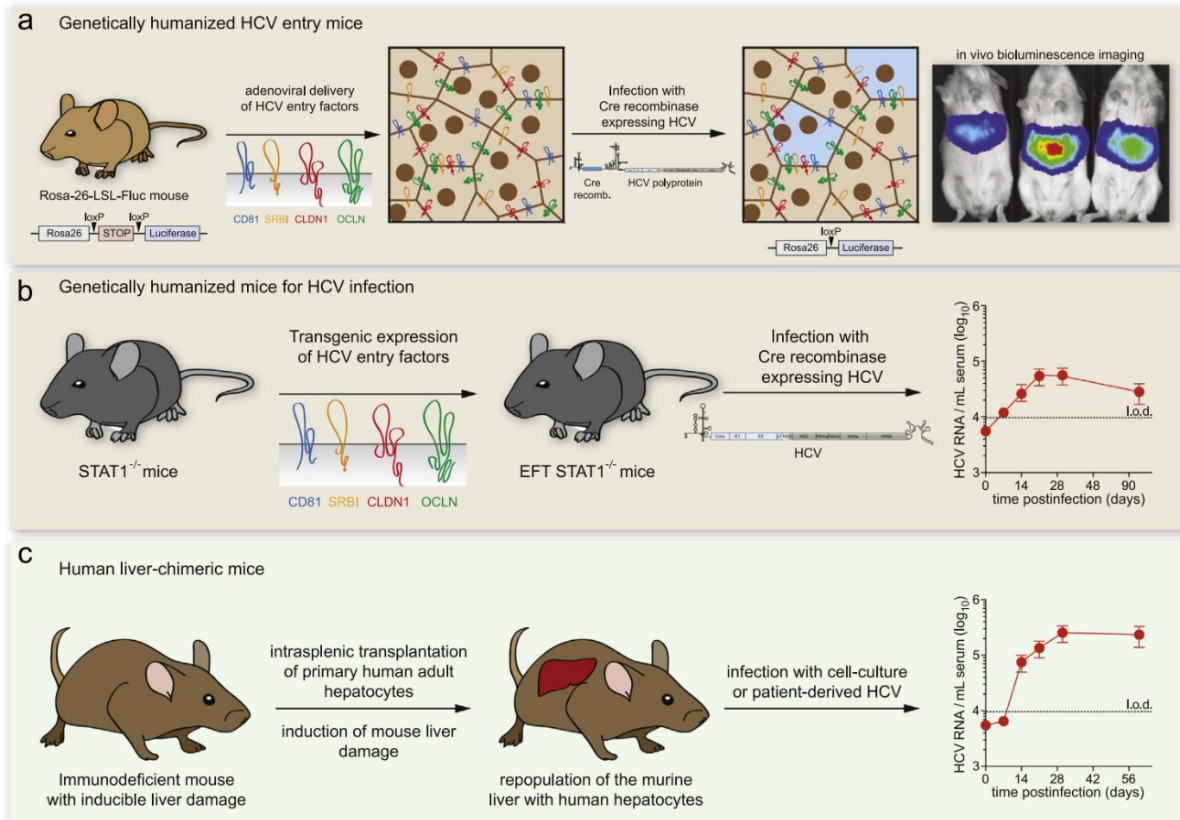 a Genetically humanized HCV entry mice
Rosa-26-LSL-Fluc mouse
loxP loxP
Rosa26 STOP Luciferase
adenoviral delivery
of HCV entry factors
CD81 SRBI CLDN1 OCLN
Infection with
Cre recombinase
expressing HCV
Cre
recomb.
HCV polyprotein
loxP
Rosa26 Luciferase
in vivo bioluminescence imaging
b Genetically humanized mice for HCV infection
STAT1-/- mice
Transgenic expression
of HCV entry factors
CD81 SRBI CLDN1 OCLN
EFT STAT1-/- mice
Infection with
Cre recombinase
expressing HCV
Core E1 E2
HCV
HCV RNA / mL serum (log10)
6
5
4
3
l.o.d.
0 14 28 48 90
time postinfection (days)
c Human liver-chimeric mice
Immunodeficient mouse
with inducible liver damage
intrasplenic transplantation
of primary human adult
hepatocytes
induction of mouse liver
damage
repopulation of the murine
liver with human hepatocytes
infection with cell-culture
or patient-derived HCV
HCV RNA / mL serum (log10)
6
5
4
3
l.o.d.
0 14 28 42 56
time postinfection (days)